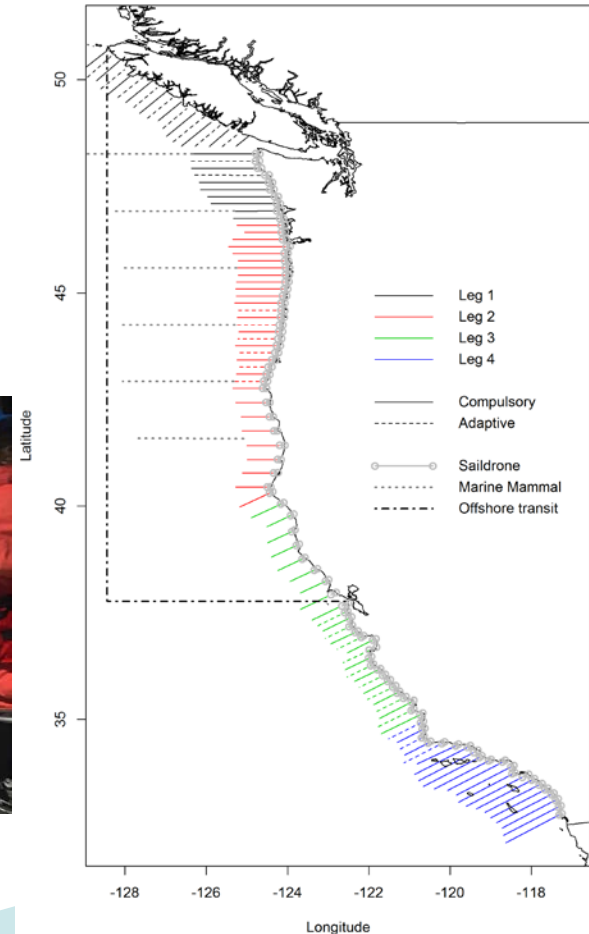 50
45
40
35
Latitude
Leg 1
Leg 2
Leg 3
Leg 4
Compulsory
Adaptive
Saildrone
Marine Mammal
Offshore transit
-128 -126 -124 -122 -120 -118
Longitude